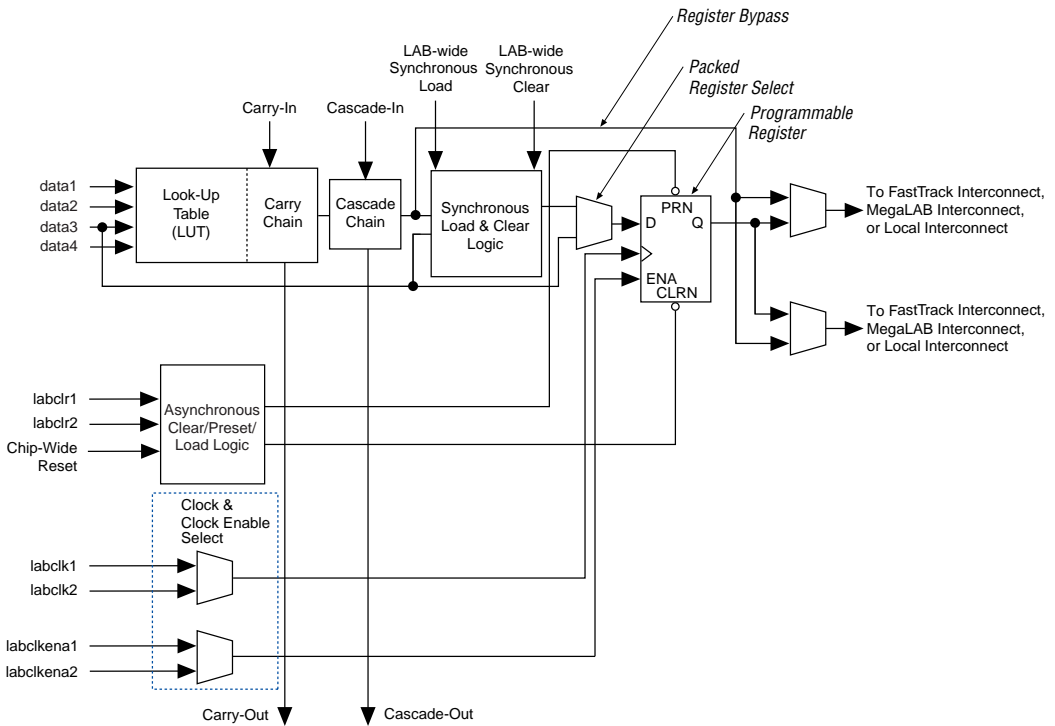 Register Bypass
LAB-wide
Synchronous
Load
LAB-wide
Synchronous
Clear
Packed
Register Select
Carry-In
Cascade-In
Programmable
Register
data1
data2
data3
data4
Look-Up
Table
(LUT)
Carry
Chain
Cascade
Chain
Synchronous
Load & Clear
Logic
PRN
D
Q
ENA
CLRN
To FastTrack Interconnect,
MegaLAB Interconnect,
or Local Interconnect
To FastTrack Interconnect,
MegaLAB Interconnect,
or Local Interconnect
labclr1
labclr2
Chip-Wide
Reset
Asynchronous
Clear/Preset/
Load Logic
Clock &
Clock Enable
Select
labclk1
labclk2
labclkena1
labclkena2
Carry-Out
Cascade-Out